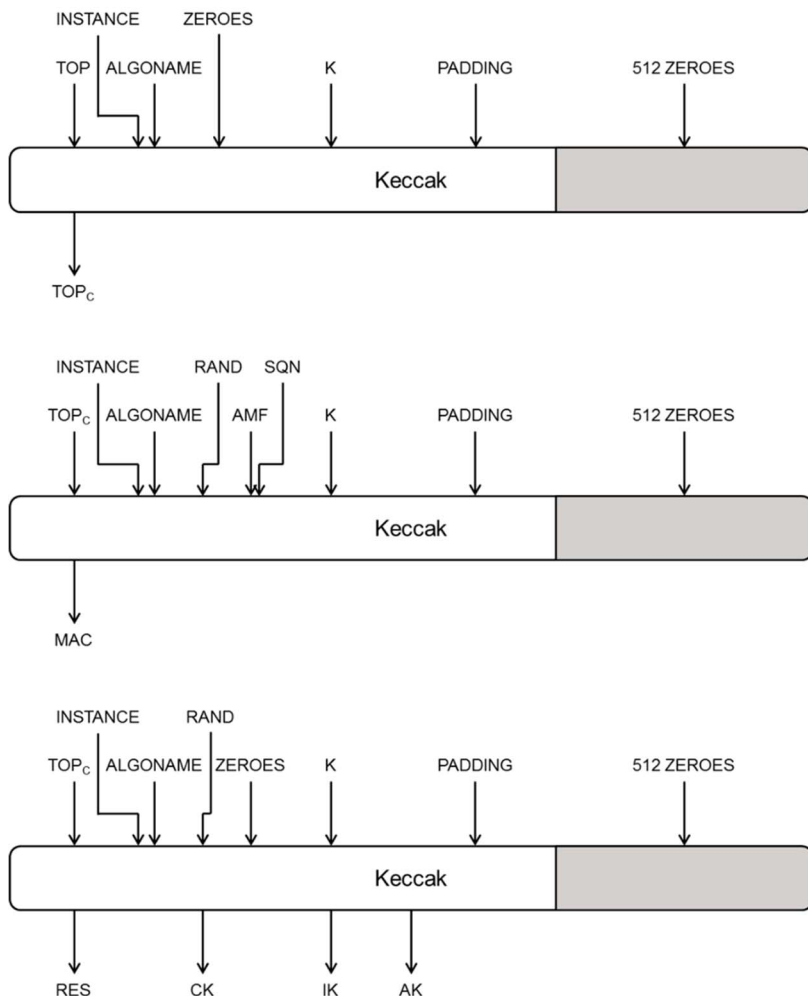 INSTANCE ZEROES
TOP ALGONAME K PADDING 512 ZEROES
Keccak
TOPC
INSTANCE RAND SQN
TOPC ALGONAME AMF K PADDING 512 ZEROES
Keccak
MAC
INSTANCE RAND
TOPC ALGONAME ZEROES K PADDING 512 ZEROES
Keccak
RES CK IK AK